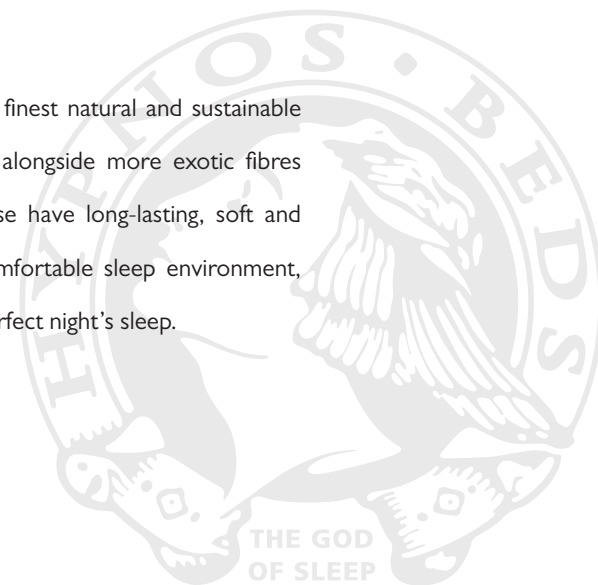 HYPNOS · BEDS
finest natural and sustainable
alongside more exotic fibres
se have long-lasting, soft and
mfortable sleep environment,
rfect night's sleep.
THE GOD
OF SLEEP